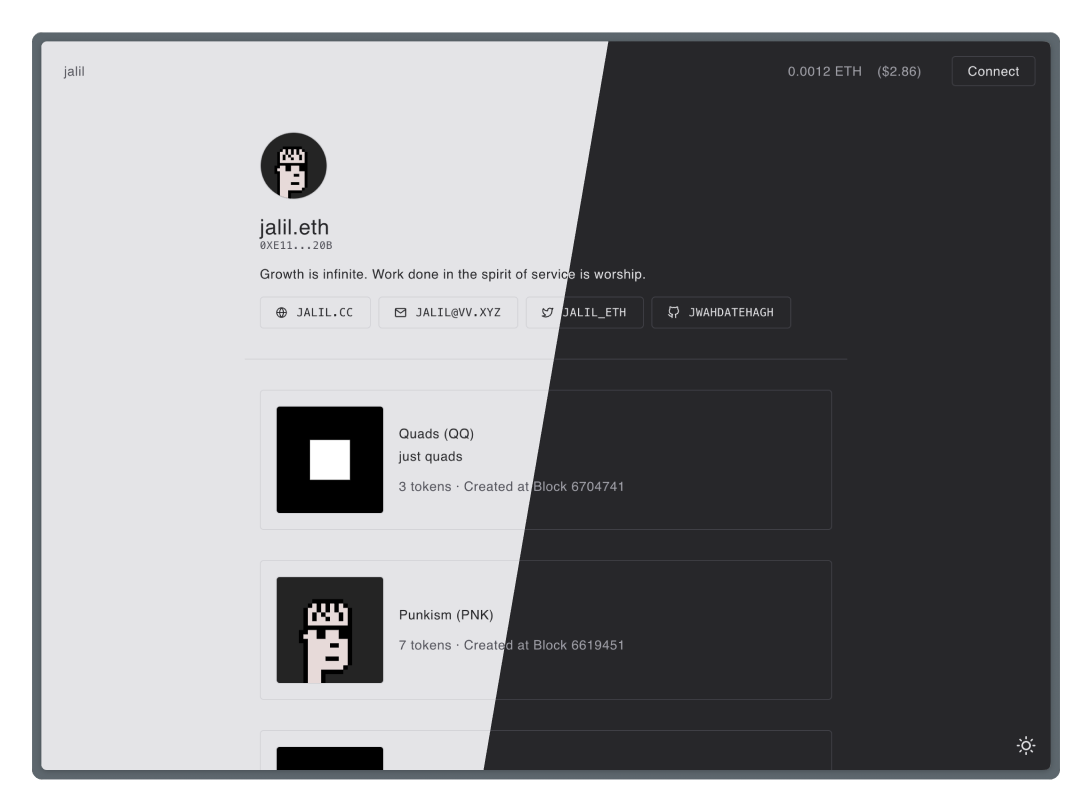 jalil
0.0012 ETH ($2.86) Connect
jalil.eth
0XE11...20B
Growth is infinite. Work done in the spirit of service is worship.
JALIL.CC JALIL@VV.XYZ JALIL_ETH JWAHDATEHAGH
Quads (QQ)
just quads
3 tokens · Created at Block 6704741
Punkism (PNK)
7 tokens · Created at Block 6619451